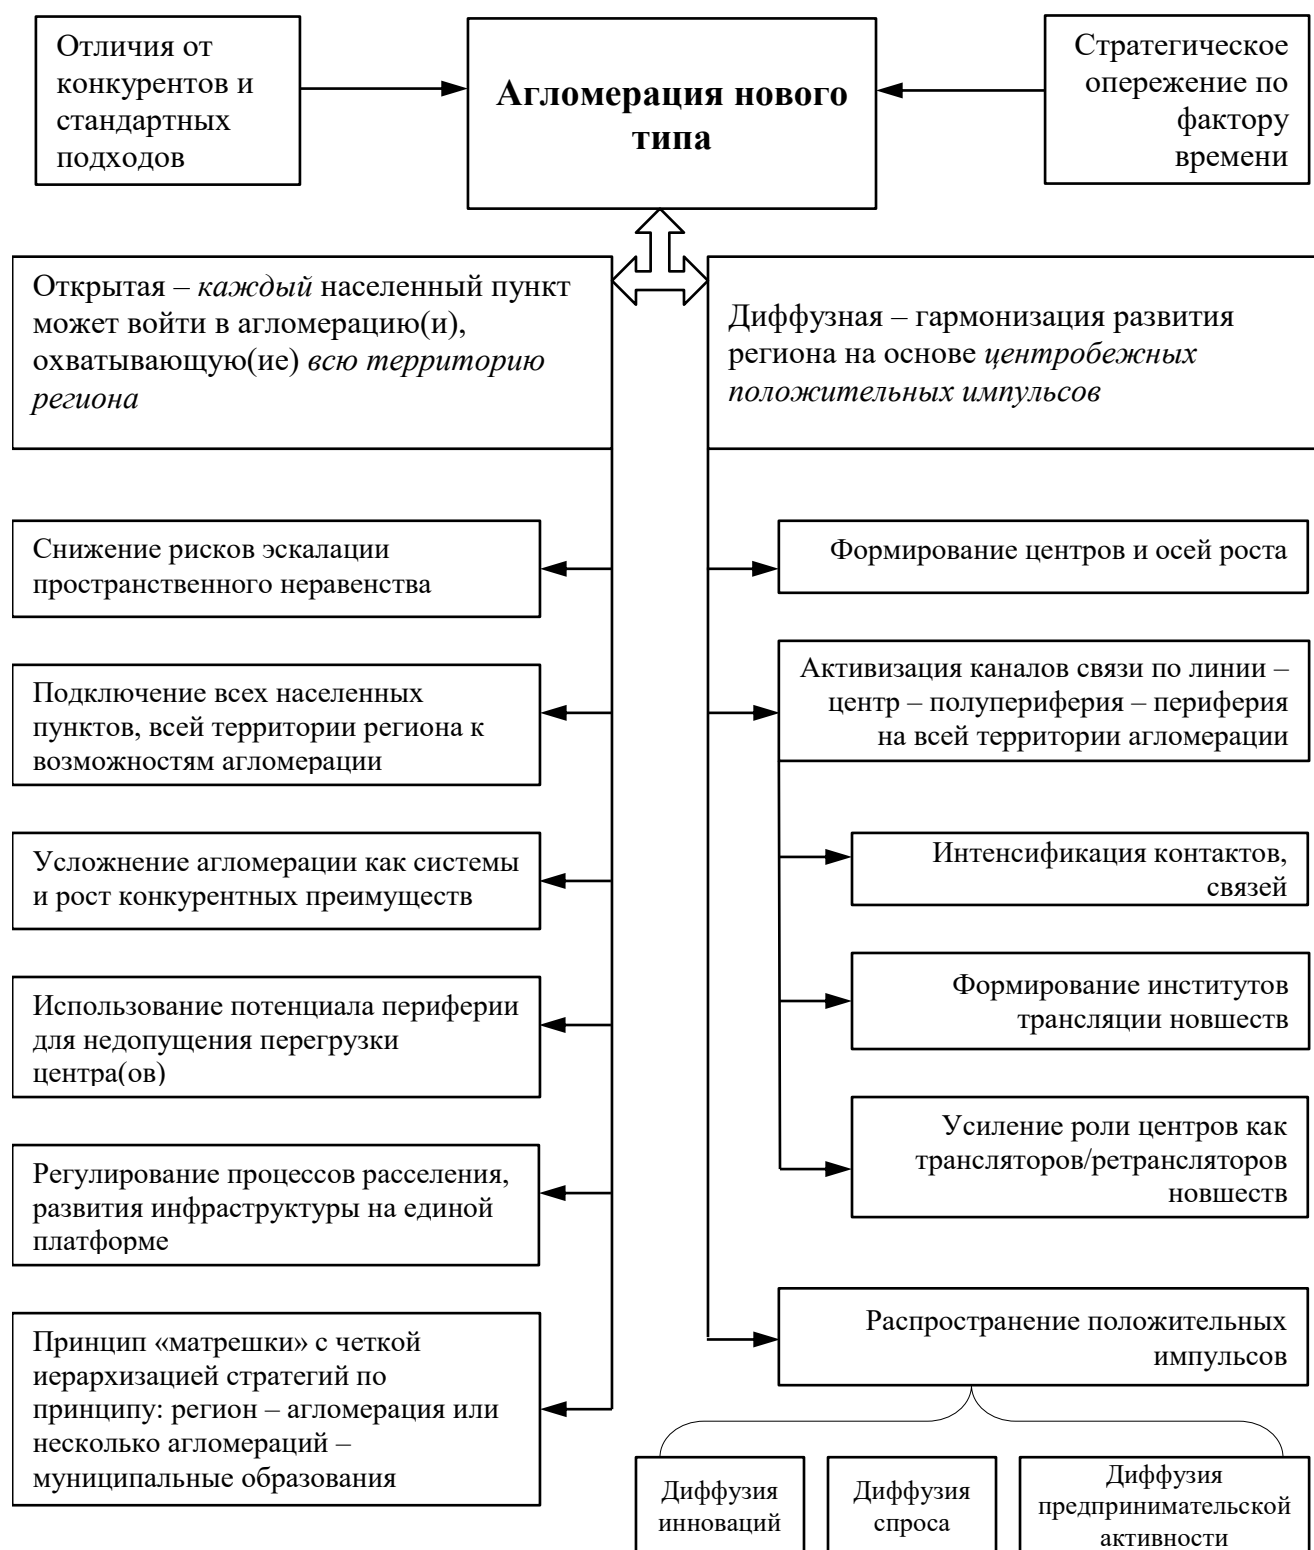 Отличия от
конкурентов и
стандартных
подходов
Агломерация нового
типа
Стратегическое
опережение по
фактору
времени
Открытая – каждый населенный пункт
может войти в агломерацию(и),
охватывающую(ие) всю территорию
региона
Диффузная – гармонизация развития
региона на основе центробежных
положительных импульсов
Снижение рисков эскалации
пространственного неравенства
Подключение всех населенных
пунктов, всей территории региона к
возможностям агломерации
Усложнение агломерации как системы
и рост конкурентных преимуществ
Использование потенциала периферии
для недопущения перегрузки
центра(ов)
Регулирование процессов расселения,
развития инфраструктуры на единой
платформе
Принцип «матрешки» с четкой
иерархизацией стратегий по
принципу: регион – агломерация или
несколько агломераций –
муниципальные образования
Формирование центров и осей роста
Активизация каналов связи по линии –
центр – полупериферия – периферия
на всей территории агломерации
Интенсификация контактов,
связей
Формирование институтов
трансляции новшеств
Усиление роли центров как
трансляторов/ретрансляторов
новшеств
Распространение положительных
импульсов
Диффузия
инноваций
Диффузия
спроса
Диффузия
предпринимательской
активности